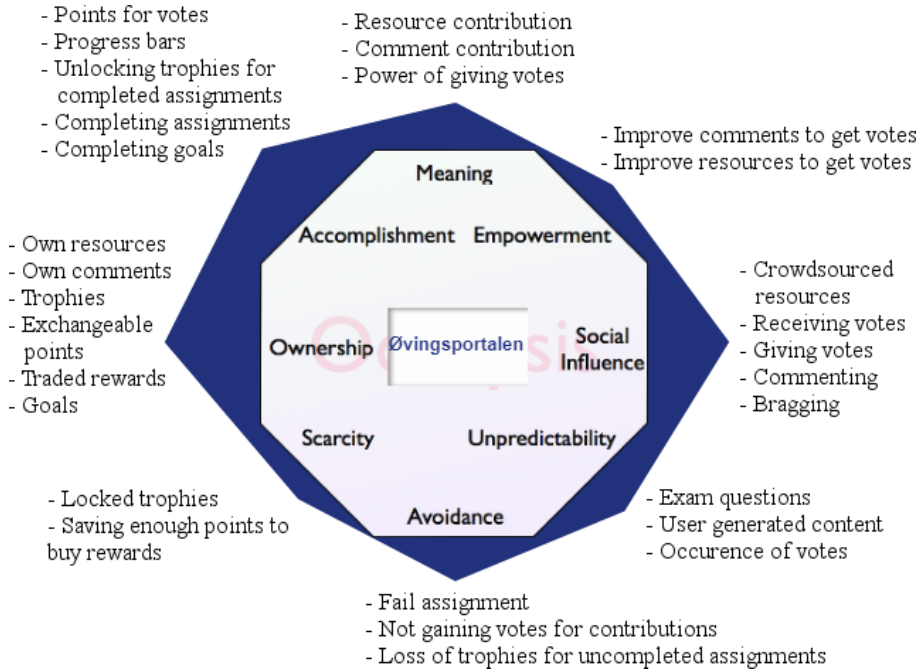 - Points for votes
- Progress bars
- Unlocking trophies for
completed assignments
- Completing assignments
- Completing goals
- Resource contribution
- Comment contribution
- Power of giving votes
- Improve comments to get votes
- Improve resources to get votes
Meaning
Accomplishment
Empowerment
- Own resources
- Own comments
- Trophies
- Exchangeable
points
- Traded rewards
- Goals
Ownership
Øvingsportalen
Social
Influence
- Crowdsourced
resources
- Receiving votes
- Giving votes
- Commenting
- Bragging
Scarcity
Unpredictability
Avoidance
- Locked trophies
- Saving enough points to
buy rewards
- Exam questions
- User generated content
- Occurence of votes
- Fail assignment
- Not gaining votes for contributions
- Loss of trophies for uncompleted assignments